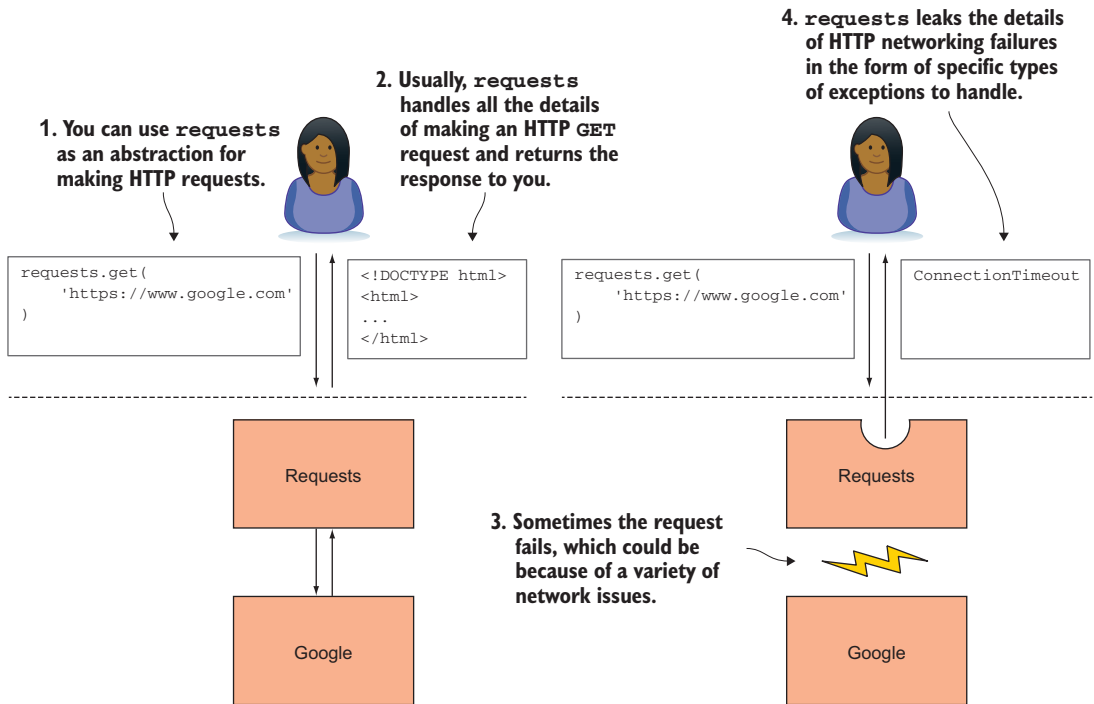 1. You can use requests
as an abstraction for
making HTTP requests.
2. Usually, requests
handles all the details
of making an HTTP GET
request and returns the
response to you.
requests.get(
    'https://www.google.com'
)
<!DOCTYPE html>
<html>
...
</html>
Requests
Google
4. requests leaks the details
of HTTP networking failures
in the form of specific types
of exceptions to handle.
requests.get(
    'https://www.google.com'
)
ConnectionTimeout
Requests
3. Sometimes the request
fails, which could be
because of a variety of
network issues.
Google